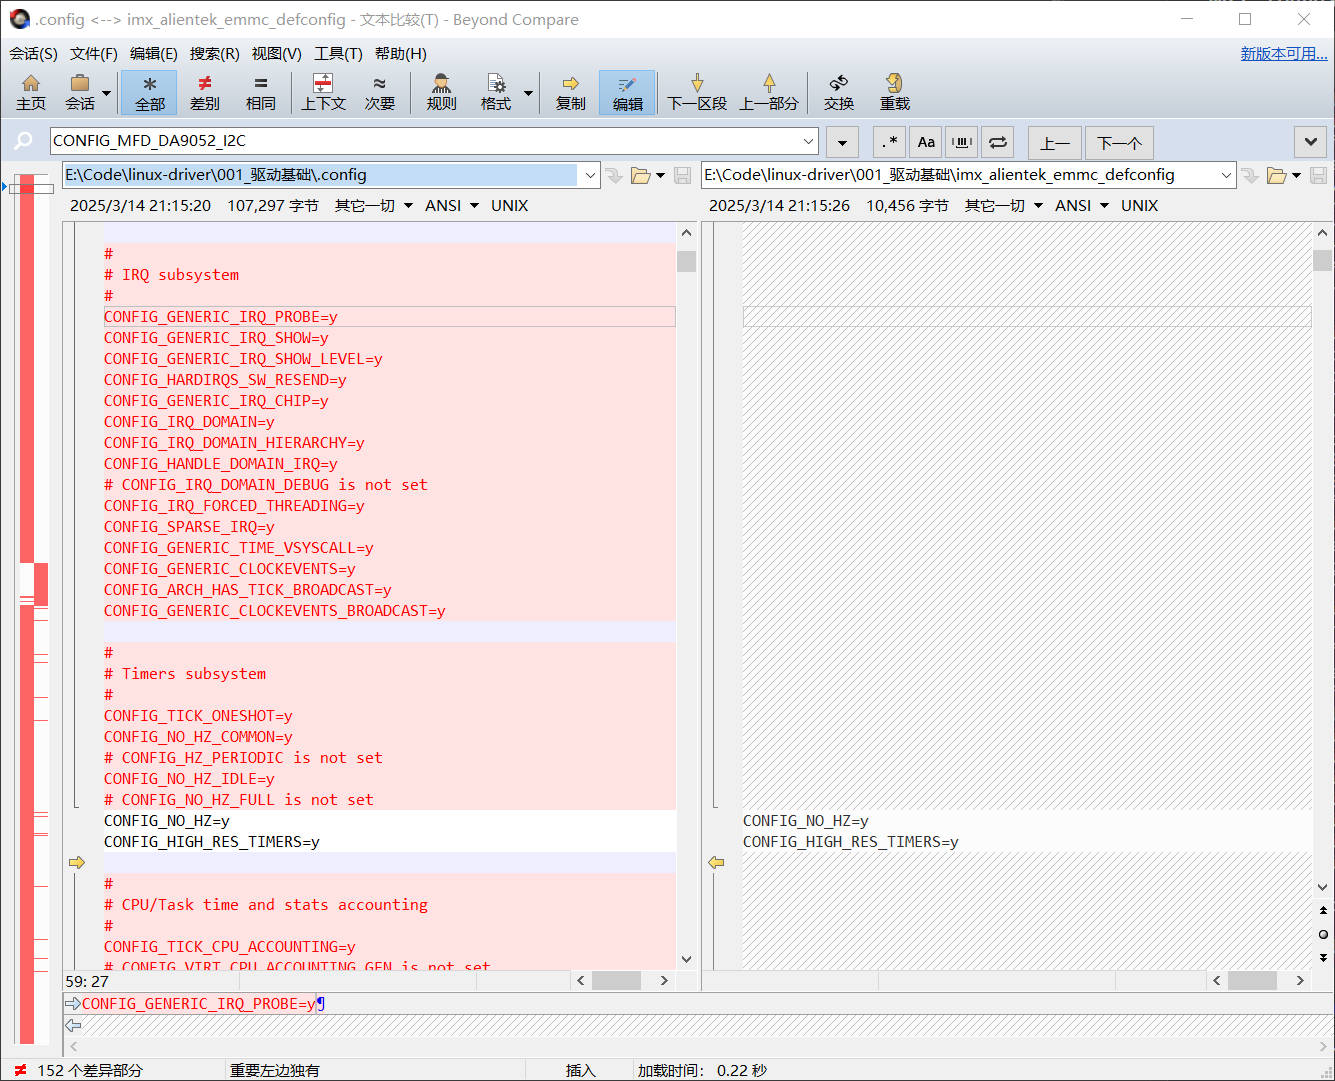 .config <--> imx_alientek_emmc_defconfig - 文本比较(T) - Beyond Compare
会话(S) 文件(F) 编辑(E) 搜索(R) 视图(V) 工具(T) 帮助(H) 新版本可用...
主页 会话 全部 差别 相同 上下文 次要 规则 格式 复制 编辑 下一区段 上一部分 交换 重载
CONFIG_MFD_DA9052_I2C .* Aa 上一 下一个
E:\Code\linux-driver\001_驱动基础\.config E:\Code\linux-driver\001_驱动基础\imx_alientek_emmc_defconfig
2025/3/14 21:15:20 107,297 字节 其它一切 ANSI UNIX 2025/3/14 21:15:26 10,456 字节 其它一切 ANSI UNIX
#
# IRQ subsystem
#
CONFIG_GENERIC_IRQ_PROBE=y
CONFIG_GENERIC_IRQ_SHOW=y
CONFIG_GENERIC_IRQ_SHOW_LEVEL=y
CONFIG_HARDIRQS_SW_RESEND=y
CONFIG_GENERIC_IRQ_CHIP=y
CONFIG_IRQ_DOMAIN=y
CONFIG_IRQ_DOMAIN_HIERARCHY=y
CONFIG_HANDLE_DOMAIN_IRQ=y
# CONFIG_IRQ_DOMAIN_DEBUG is not set
CONFIG_IRQ_FORCED_THREADING=y
CONFIG_SPARSE_IRQ=y
CONFIG_GENERIC_TIME_VSYSCALL=y
CONFIG_GENERIC_CLOCKEVENTS=y
CONFIG_ARCH_HAS_TICK_BROADCAST=y
CONFIG_GENERIC_CLOCKEVENTS_BROADCAST=y
#
# Timers subsystem
#
CONFIG_TICK_ONESHOT=y
CONFIG_NO_HZ_COMMON=y
# CONFIG_HZ_PERIODIC is not set
CONFIG_NO_HZ_IDLE=y
# CONFIG_NO_HZ_FULL is not set
CONFIG_NO_HZ=y CONFIG_NO_HZ=y
CONFIG_HIGH_RES_TIMERS=y CONFIG_HIGH_RES_TIMERS=y
#
# CPU/Task time and stats accounting
#
CONFIG_TICK_CPU_ACCOUNTING=y
# CONFIG_VIRT_CPU_ACCOUNTING_GEN is not set
59: 27
CONFIG_GENERIC_IRQ_PROBE=y¶
152 个差异部分 重要左边独有 插入 加载时间: 0.22 秒